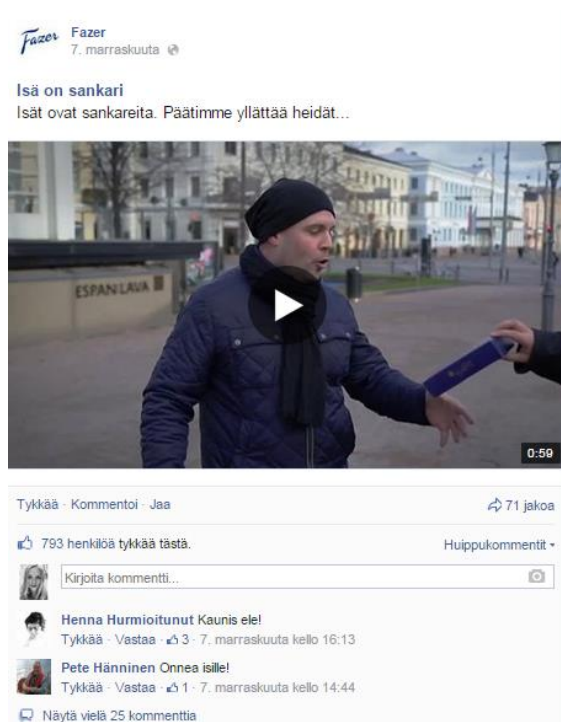 Fazer
Fazer
7. marraskuuta
Isä on sankari
Isät ovat sankareita. Päätimme yllättää heidät...
ESPAN LAVA
0:59
Tykkää · Kommentoi · Jaa
71 jakoa
793 henkilöä tykkää tästä.
Huippukommentit
Kirjoita kommentti...
Henna Hurmioitunut Kaunis ele!
Tykkää · Vastaa · 3 · 7. marraskuuta kello 16:13
Pete Hänninen Onnea isille!
Tykkää · Vastaa · 1 · 7. marraskuuta kello 14:44
Näytä vielä 25 kommenttia